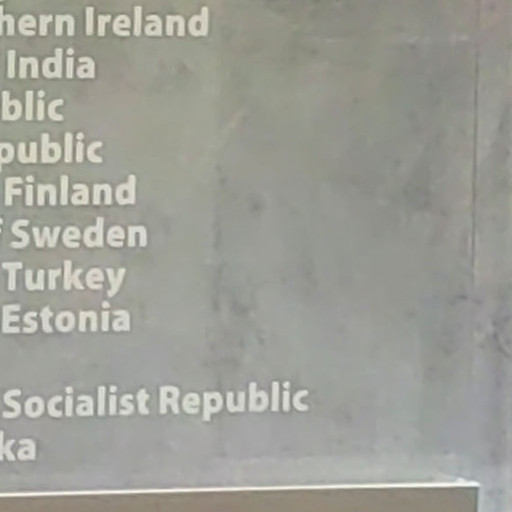 hern Ireland
India
blic
public
Finland
f Sweden
Turkey
Estonia
Socialist Republic
ka